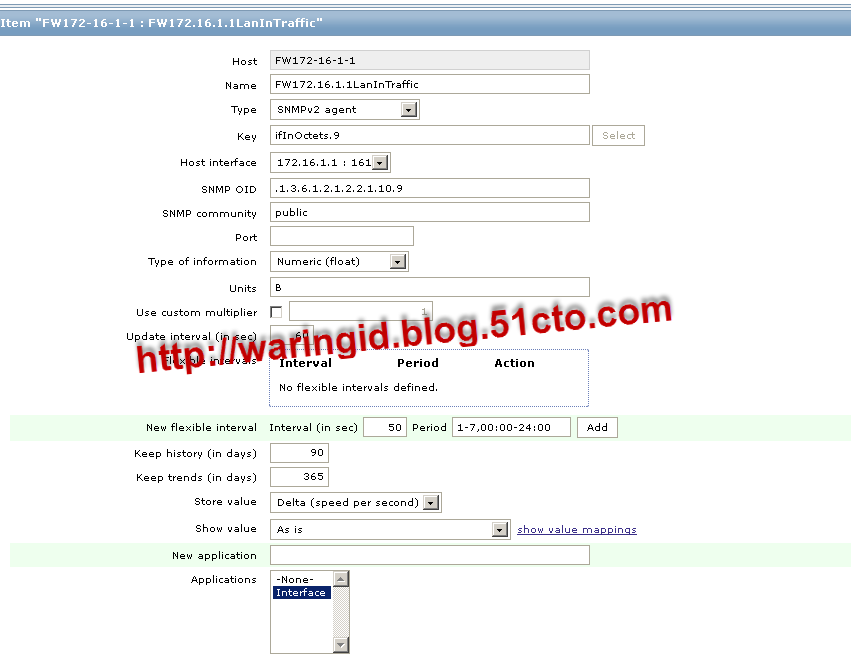 Item "FW172-16-1-1 : FW172.16.1.1LanInTraffic"
Host FW172-16-1-1
Name FW172.16.1.1LanInTraffic
Type SNMPv2 agent
Key ifInOctets.9 Select
Host interface 172.16.1.1 : 161
SNMP OID .1.3.6.1.2.1.2.2.1.10.9
SNMP community public
Port
Type of information Numeric (float)
Units B
Use custom multiplier 1
Update interval (in sec) 60
http://waringid.blog.51cto.com
Flexible intervals Interval Period Action
No flexible intervals defined.
New flexible interval Interval (in sec) 50 Period 1-7,00:00-24:00 Add
Keep history (in days) 90
Keep trends (in days) 365
Store value Delta (speed per second)
Show value As is show value mappings
New application
Applications -None-
Interface